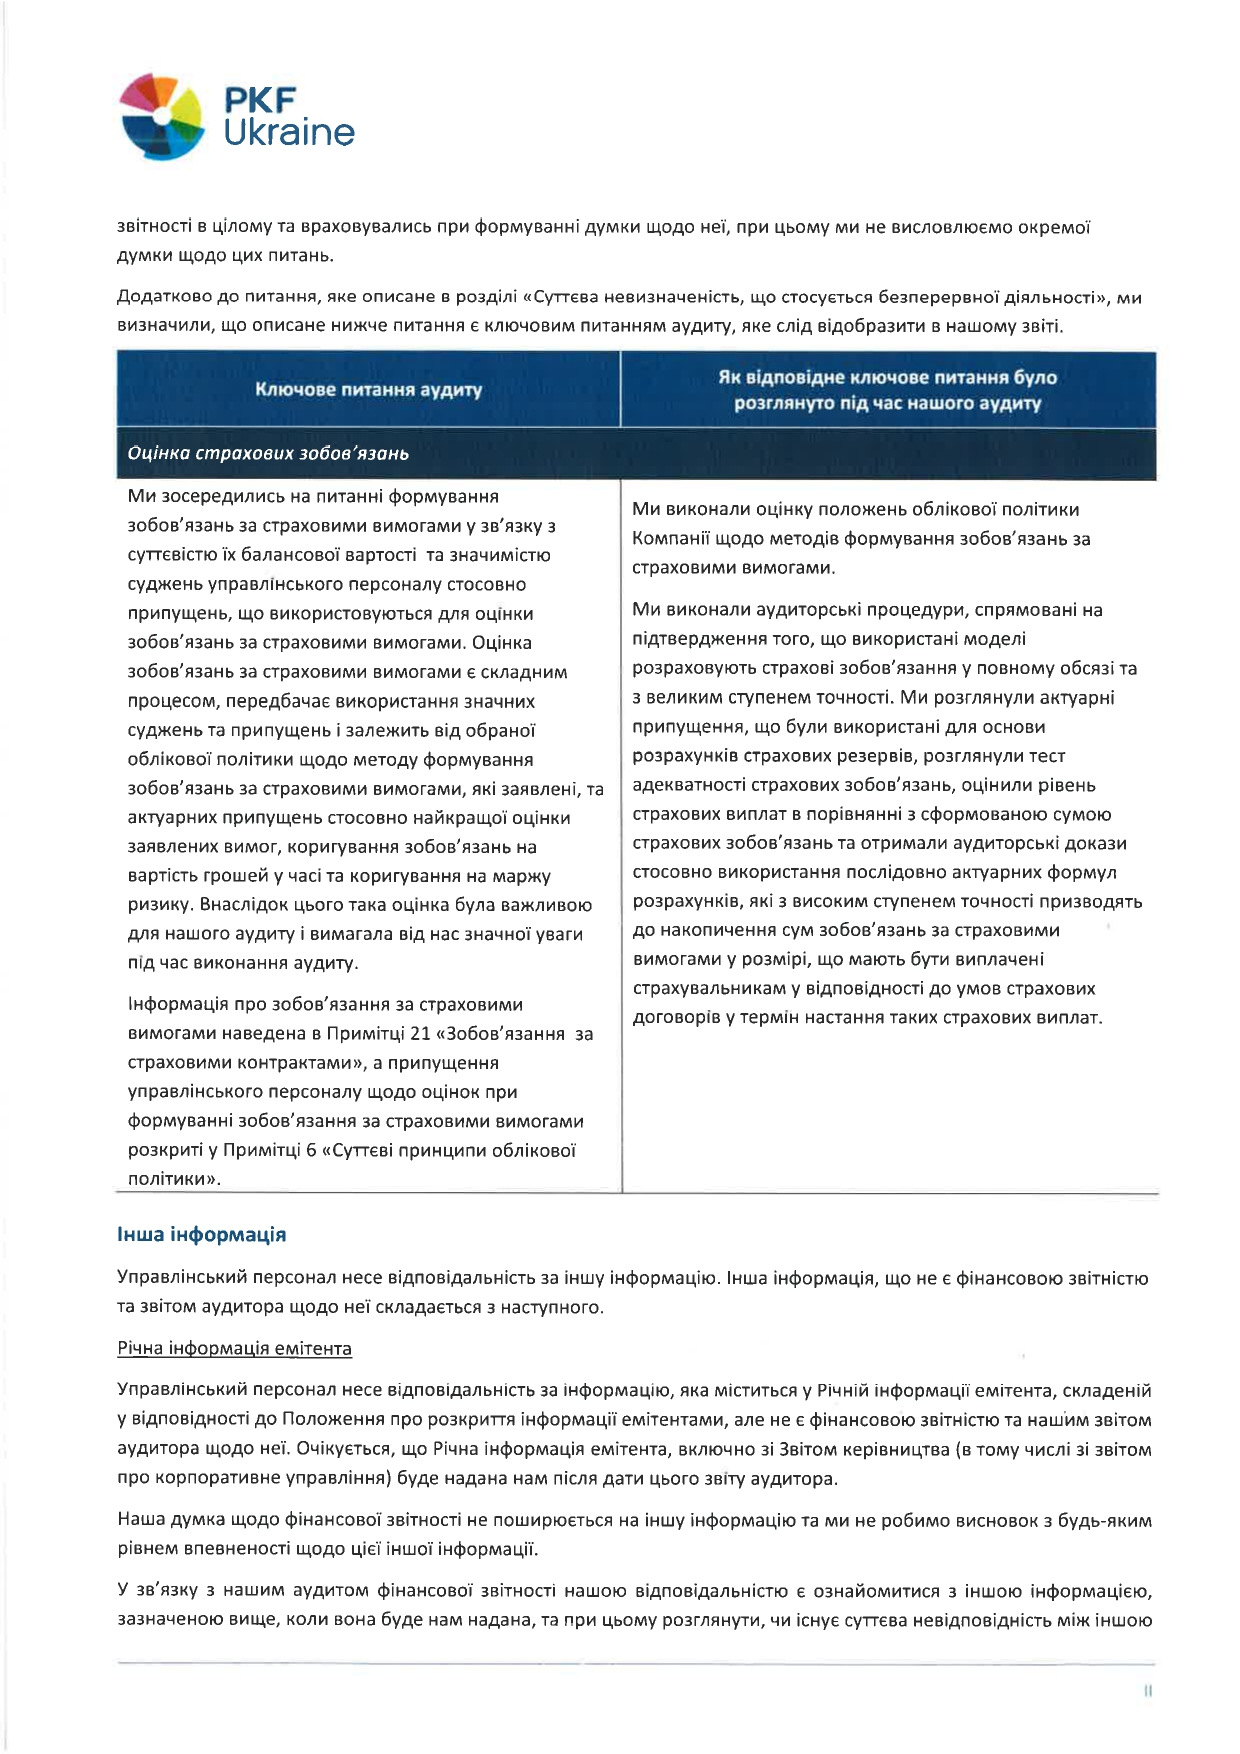 PKF
Ukraine
звітності в цілому та враховувались при формуванні думки щодо неї, при цьому ми не висловлюємо окремої
думки щодо цих питань.
Додатково до питання, яке описане в розділі «Суттєва невизначеність, що стосується безперервної діяльності», ми
визначили, що описане нижче питання є ключовим питанням аудиту, яке слід відобразити в нашому звіті.
Ключове питання аудиту
Як відповідне ключове питання було
розглянуто під час нашого аудиту
Оцінка страхових зобов’язань
Ми зосередились на питанні формування
зобов’язань за страховими вимогами у зв’язку з
суттєвістю їх балансової вартості та значимістю
суджень управлінського персоналу стосовно
припущень, що використовуються для оцінки
зобов’язань за страховими вимогами. Оцінка
зобов’язань за страховими вимогами є складним
процесом, передбачає використання значних
суджень та припущень і залежить від обраної
облікової політики щодо методу формування
зобов’язань за страховими вимогами, які заявлені, та
актуарних припущень стосовно найкращої оцінки
заявлених вимог, коригування зобов’язань на
вартість грошей у часі та коригування на маржу
ризику. Внаслідок цього така оцінка була важливою
для нашого аудиту і вимагала від нас значної уваги
під час виконання аудиту.
Інформація про зобов’язання за страховими
вимогами наведена в Примітці 21 «Зобов’язання за
страховими контрактами», а припущення
управлінського персоналу щодо оцінок при
формуванні зобов’язання за страховими вимогами
розкриті у Примітці 6 «Суттєві принципи облікової
політики».
Ми виконали оцінку положень облікової політики
Компанії щодо методів формування зобов’язань за
страховими вимогами.
Ми виконали аудиторські процедури, спрямовані на
підтвердження того, що використані моделі
розраховують страхові зобов’язання у повному обсязі та
з великим ступенем точності. Ми розглянули актуарні
припущення, що були використані для основи
розрахунків страхових резервів, розглянули тест
адекватності страхових зобов’язань, оцінили рівень
страхових виплат в порівнянні з сформованою сумою
страхових зобов’язань та отримали аудиторські докази
стосовно використання послідовно актуарних формул
розрахунків, які з високим ступенем точності призводять
до накопичення сум зобов’язань за страховими
вимогами у розмірі, що мають бути виплачені
страхувальникам у відповідності до умов страхових
договорів у термін настання таких страхових виплат.
Інша інформація
Управлінський персонал несе відповідальність за іншу інформацію. Інша інформація, що не є фінансовою звітністю
та звітом аудитора щодо неї складається з наступного.
Річна інформація емітента
Управлінський персонал несе відповідальність за інформацію, яка міститься у Річній інформації емітента, складеній
у відповідності до Положення про розкриття інформації емітентами, але не є фінансовою звітністю та нашим звітом
аудитора щодо неї. Очікується, що Річна інформація емітента, включно зі Звітом керівництва (в тому числі зі звітом
про корпоративне управління) буде надана нам після дати цього звіту аудитора.
Наша думка щодо фінансової звітності не поширюється на іншу інформацію та ми не робимо висновок з будь-яким
рівнем впевненості щодо цієї іншої інформації.
У зв’язку з нашим аудитом фінансової звітності нашою відповідальністю є ознайомитися з іншою інформацією,
зазначеною вище, коли вона буде нам надана, та при цьому розглянути, чи існує суттєва невідповідність між іншою
II